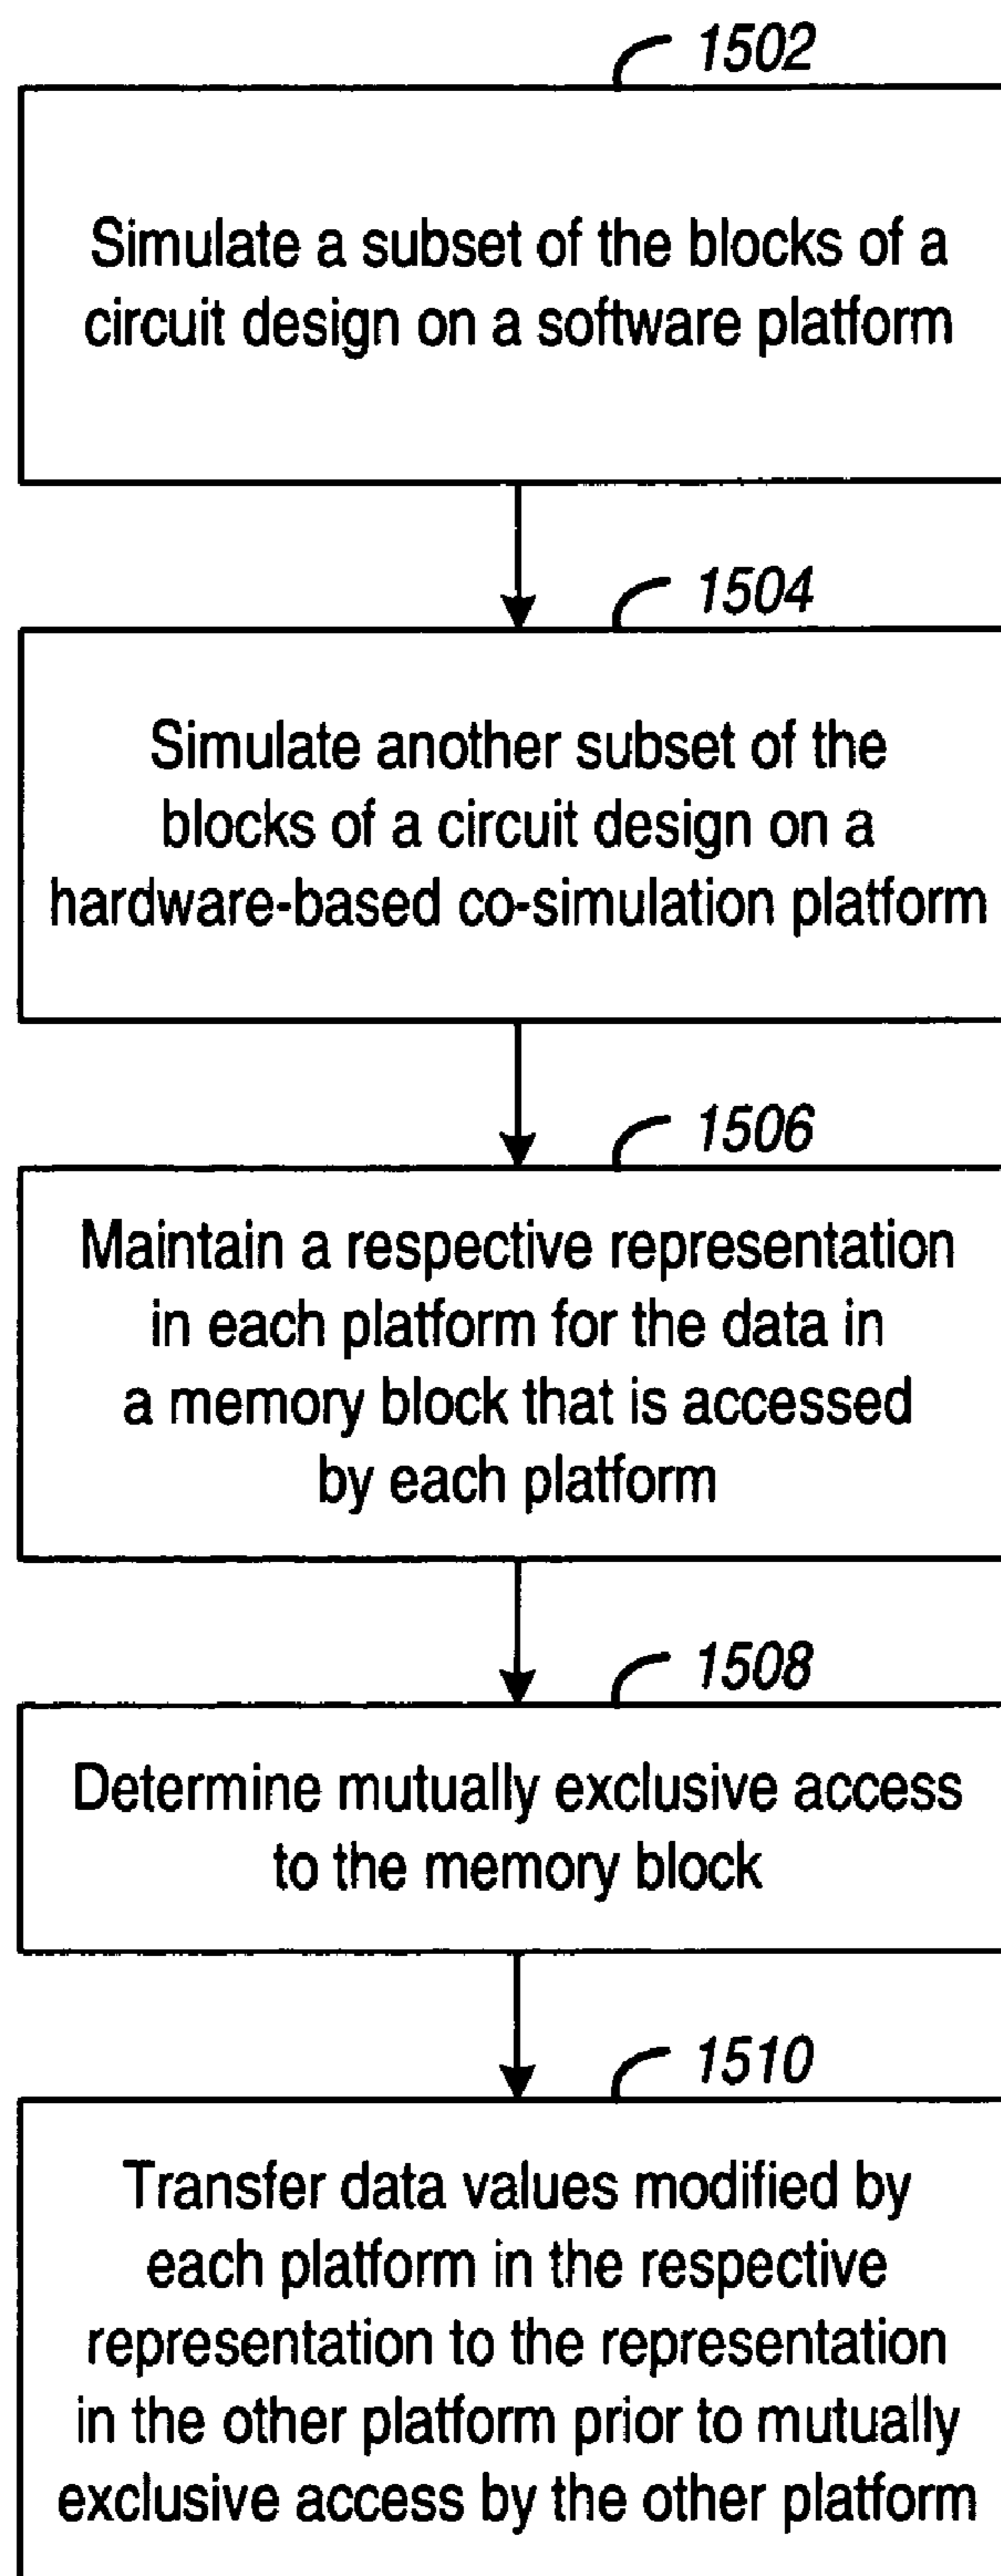 1502
Simulate a subset of the blocks of a
circuit design on a software platform
1504
Simulate another subset of the
blocks of a circuit design on a
hardware-based co-simulation platform
1506
Maintain a respective representation
in each platform for the data in
a memory block that is accessed
by each platform
1508
Determine mutually exclusive access
to the memory block
1510
Transfer data values modified by
each platform in the respective
representation to the representation
in the other platform prior to mutually
exclusive access by the other platform